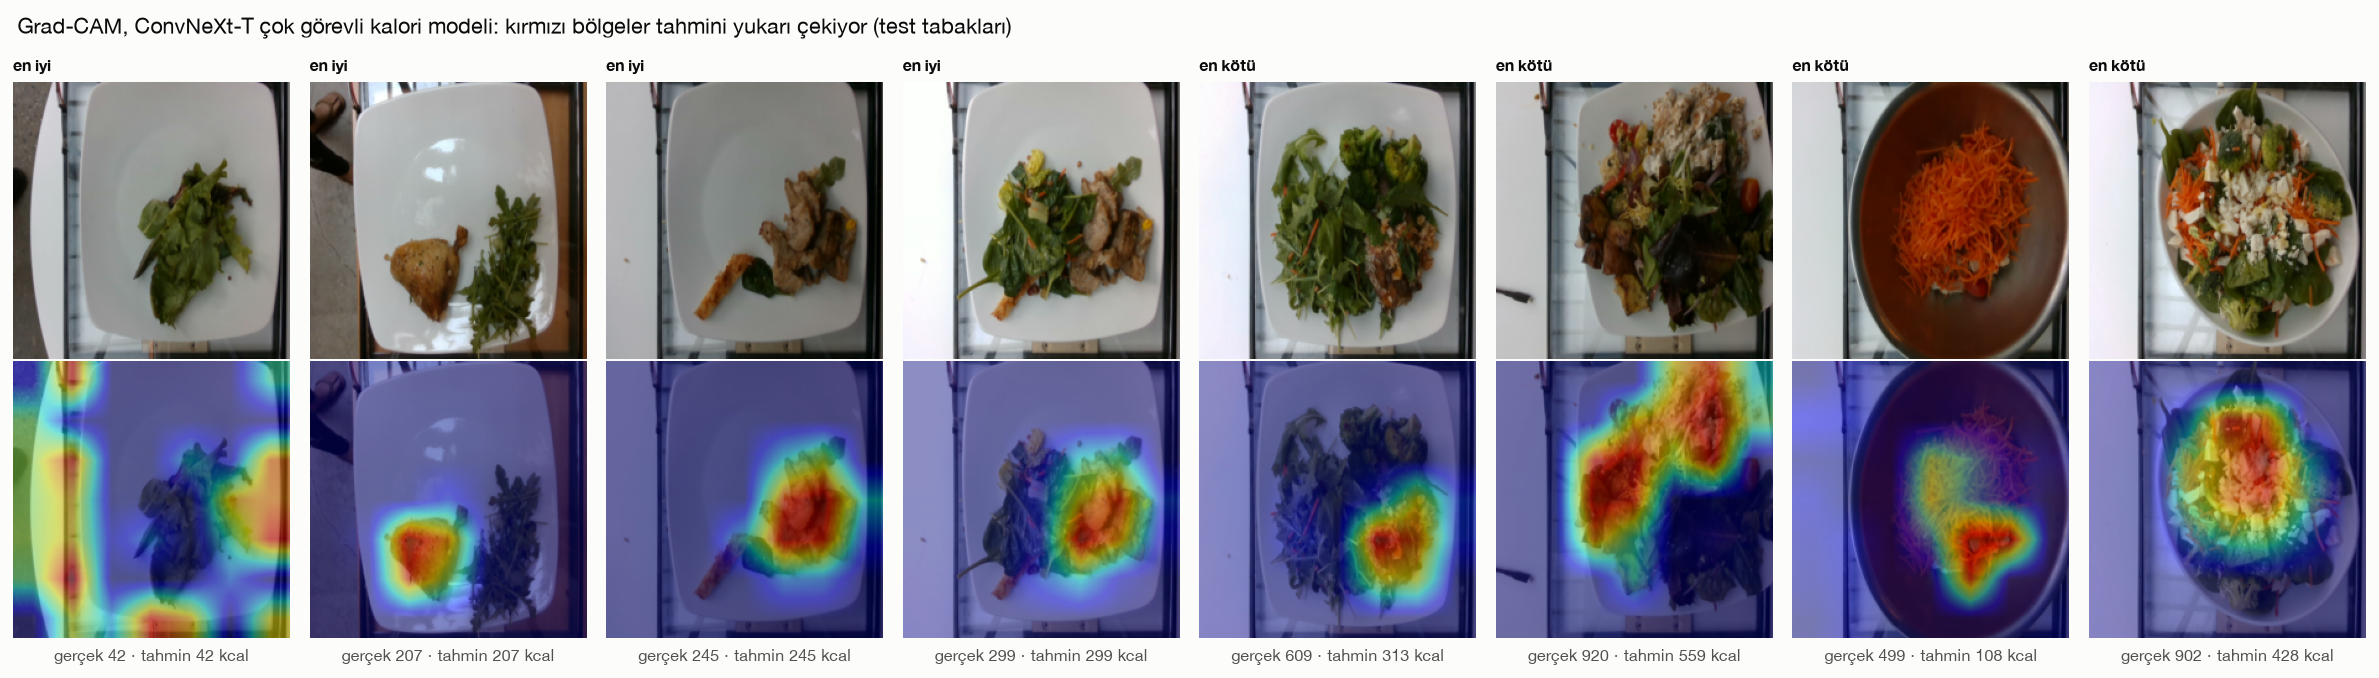 Grad-CAM, ConvNeXt-T çok görevli kalori modeli: kırmızı bölgeler tahmini yukarı çekiyor (test tabakları)
en iyi en iyi en iyi en iyi en kötü en kötü en kötü en kötü
gerçek 42 · tahmin 42 kcal gerçek 207 · tahmin 207 kcal gerçek 245 · tahmin 245 kcal gerçek 299 · tahmin 299 kcal gerçek 609 · tahmin 313 kcal gerçek 920 · tahmin 559 kcal gerçek 499 · tahmin 108 kcal gerçek 902 · tahmin 428 kcal